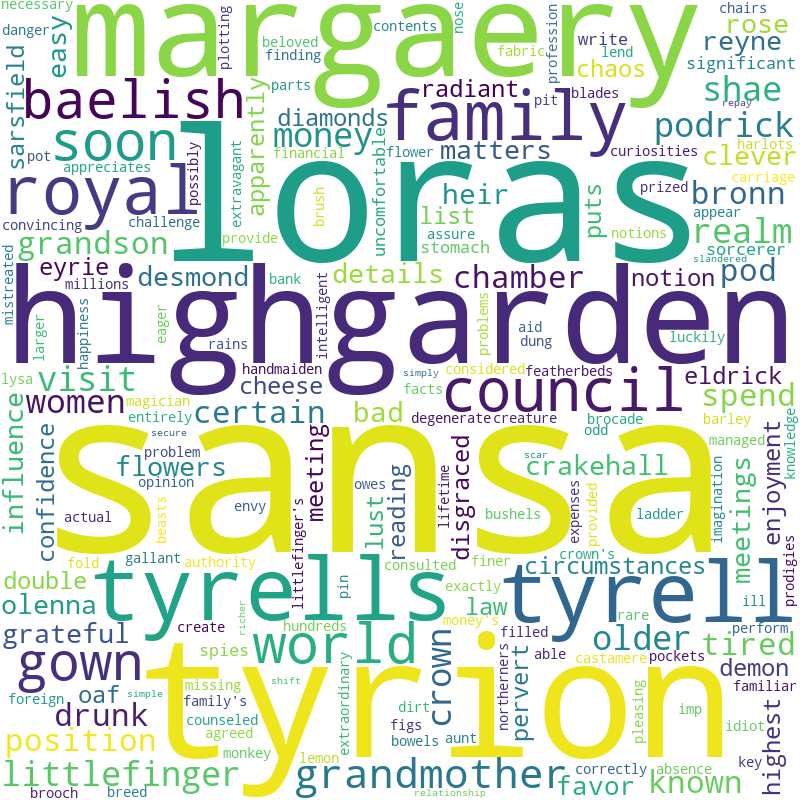 necessary
margaery
nose
profession
chairs
danger
easy
plotting
contents
beloved
finding
fabric
write
lend
rose
reyne
significant
sarsfield
baelish
parts
radiant
family
chaos
pit
blades
repay
shae
podrick
soon
diamonds
money
matters
curiosities
clever
harlots
pot
apparently
financial
flower
uncomfortable
appreciates
possibly
extravagant
royal
loras
brush
heir
puts
prized
carriage
bronn
convincing
challenge
provide
list
assure
stomach
notions
appear
realm
grandson
mistreated
eyrie
millions
desmond
bank
details
chamber
notion
sorcerer
slandered
pod
highgarden
larger
happiness
eager
rains
intelligent
problems
aid
dung
luckily
lysa
visit
handmaiden
cheese
simply
considered
featherbeds
eldrick
women
magician
entirely
certain
facts
bad
degenerate
creature
council
brocade
odd
spend
barley
managed
knowledge
influence
confidence
secure
problem
opinion
flowers
sansa
scar
crakehall
meetings
imagination
enjoyment
actual
beasts
envy
littlefinger's
meeting
owes
lust
reading
lifetime
disgraced
bushels
expenses
provided
ladder
prodigies
fold
gallant
authority
pin
consulted
finer
crown's
double
tyrells
exactly
tyrell
circumstances
olenna
law
money's
rare
ill
grateful
create
hundreds
richer
world
crown
filled
able
older
perform
tired
gown
spies
extraordinary
northerners
pervert
castamere
pockets
demon
foreign
oaf
simple
missing
shift
tyrion
pleasing
familiar
drunk
family's
counseled
dirt
imp
idiot
highest
position
agreed
figs
monkey
bowels
aunt
correctly
absence
key
littlefinger
lemon
grandmother
favor
known
brooch
breed
relationship